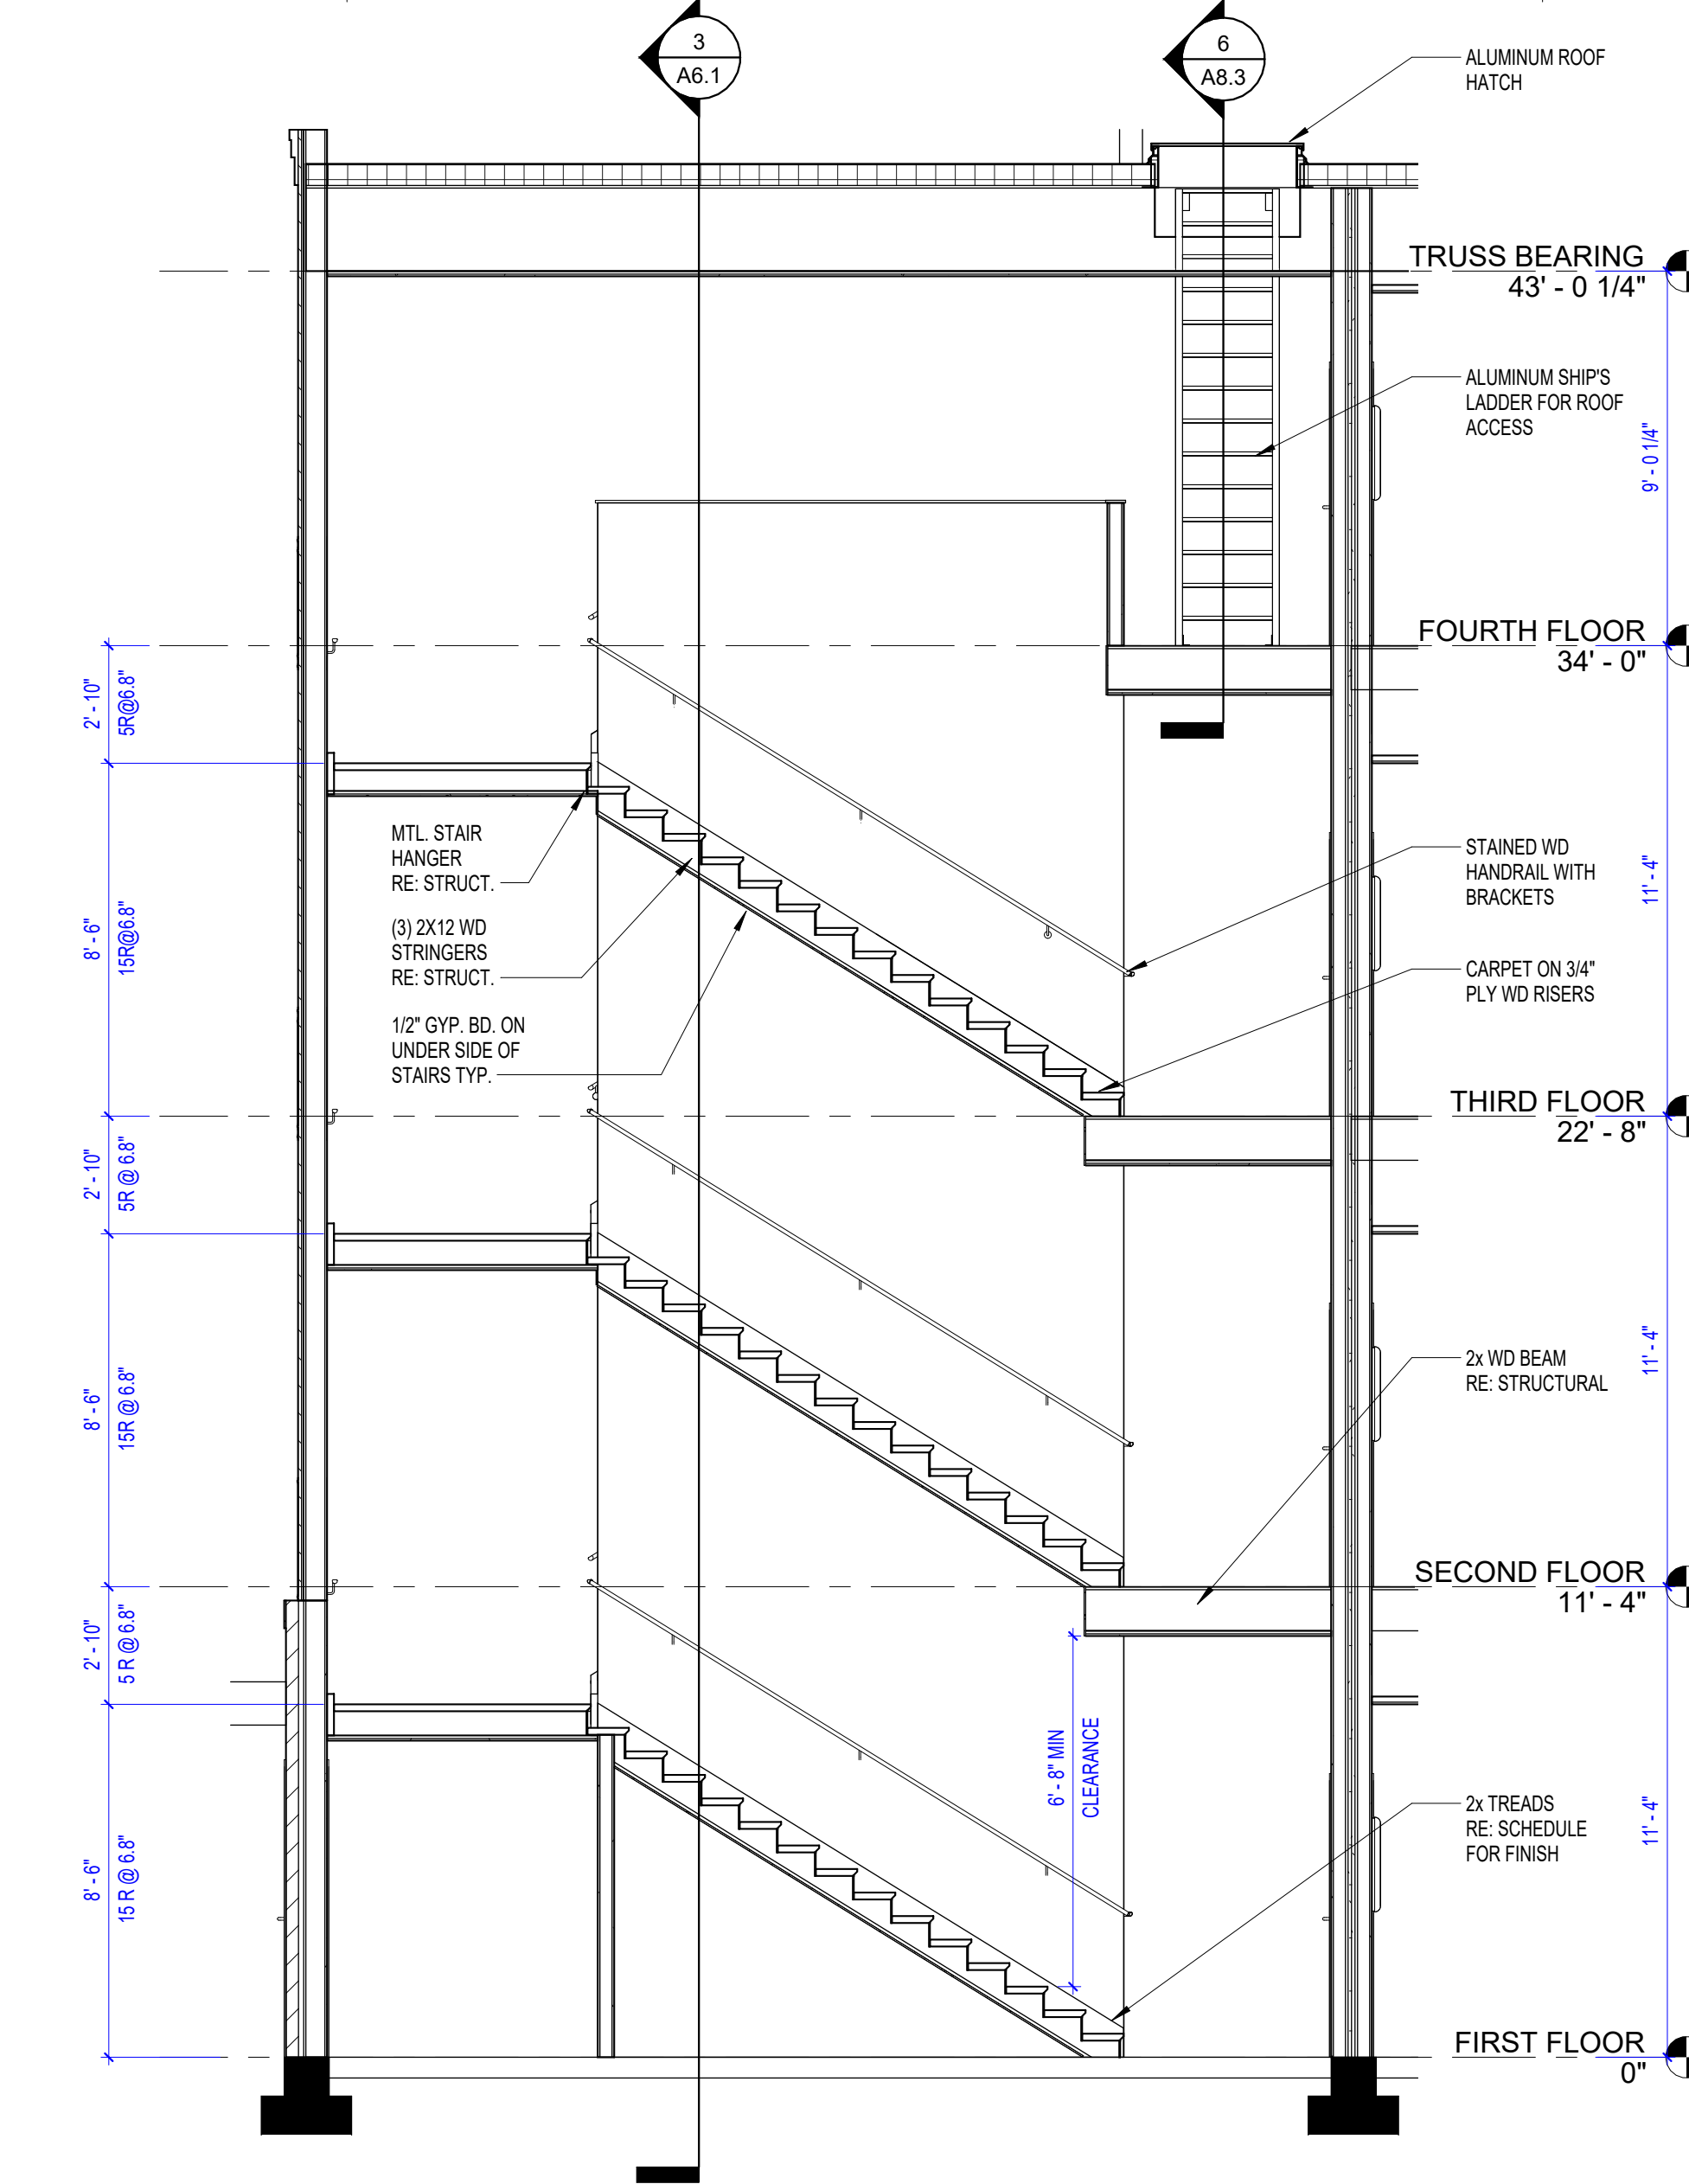 3
A6.1
6
A8.3
ALUMINUM ROOF
HATCH
TRUSS BEARING
43' - 0 1/4"
ALUMINUM SHIP'S
LADDER FOR ROOF
ACCESS
9' - 0 1/4"
FOURTH FLOOR
34' - 0"
2' - 10"
5R@6.8"
MTL. STAIR
HANGER
RE: STRUCT.
(3) 2X12 WD
STRINGERS
RE: STRUCT.
1/2" GYP. BD. ON
UNDER SIDE OF
STAIRS TYP.
8' - 6"
15R@6.8"
STAINED WD
HANDRAIL WITH
BRACKETS
11' - 4"
CARPET ON 3/4"
PLY WD RISERS
THIRD FLOOR
22' - 8"
2' - 10"
5R @ 6.8"
8' - 6"
15R @ 6.8"
2x WD BEAM
RE: STRUCTURAL
11' - 4"
SECOND FLOOR
11' - 4"
2' - 10"
5 R @ 6.8"
6' - 8" MIN
CLEARANCE
8' - 6"
15 R @ 6.8"
2x TREADS
RE: SCHEDULE
FOR FINISH
11' - 4"
FIRST FLOOR
0"